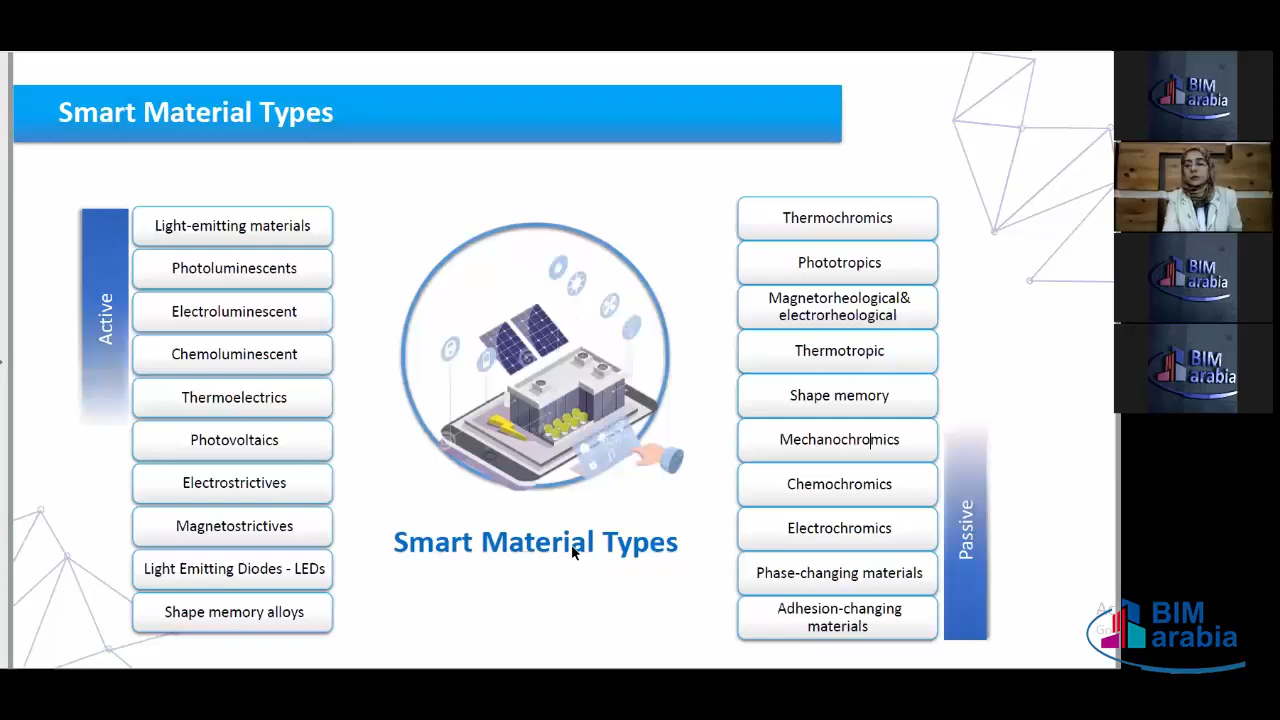 Smart Material Types
Active
Light-emitting materials
Photoluminescents
Electroluminescent
Chemoluminescent
Thermoelectrics
Photovoltaics
Electrostrictives
Magnetostrictives
Light Emitting Diodes - LEDs
Shape memory alloys
Smart Material Types
Thermochromics
Phototropics
Magnetorheological&
electrorheological
Thermotropic
Shape memory
Mechanochromics
Chemochromics
Electrochromics
Phase-changing materials
Adhesion-changing
materials
Passive
BIM
arabia
BIM
arabia
BIM
arabia
BIM
arabia